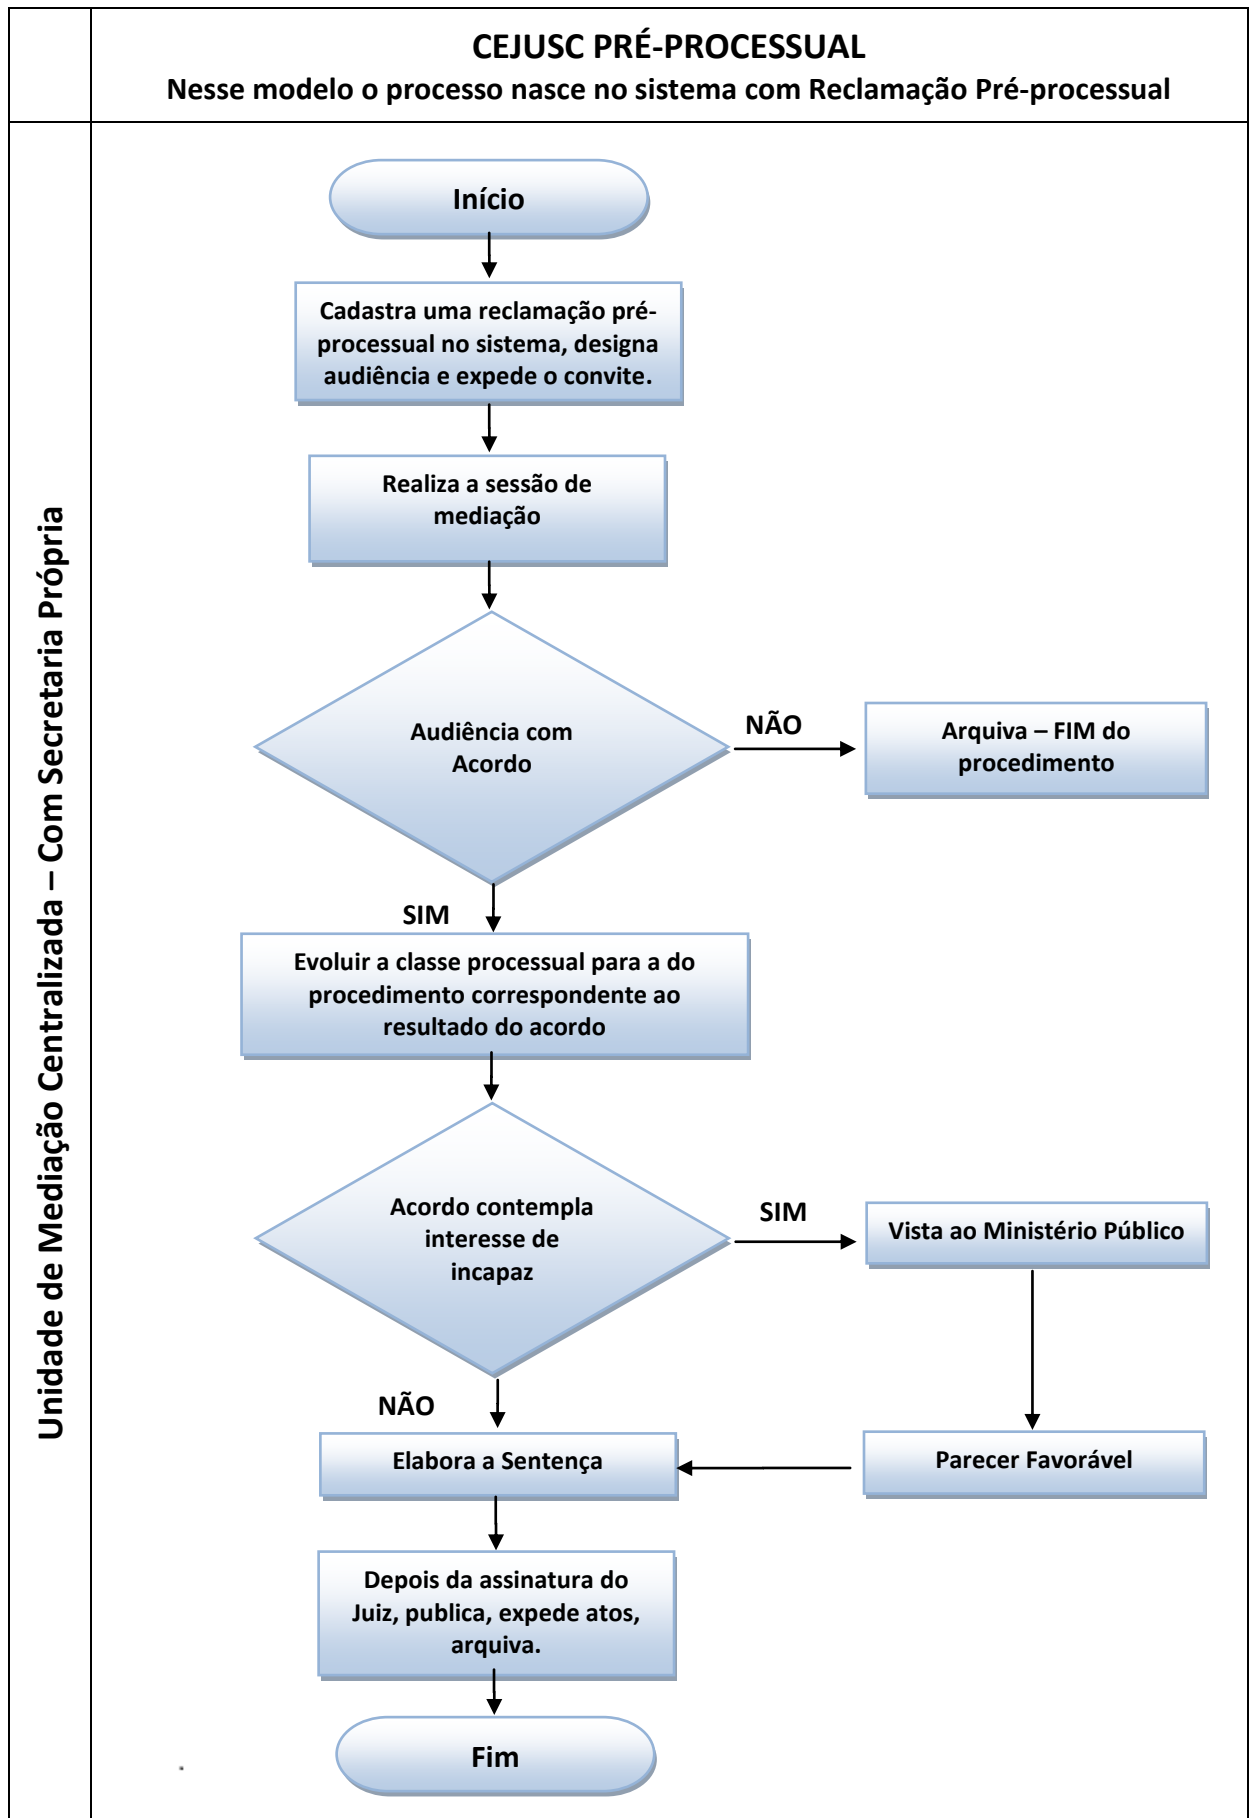 CEJUSC PRÉ-PROCESSUAL
Nesse modelo o processo nasce no sistema com Reclamação Pré-processual
Unidade de Mediação Centralizada – Com Secretaria Própria
Início
Cadastra uma reclamação pré-
processual no sistema, designa
audiência e expede o convite.
Realiza a sessão de
mediação
Audiência com
Acordo
NÃO
Arquiva – FIM do
procedimento
SIM
Evoluir a classe processual para a do
procedimento correspondente ao
resultado do acordo
Acordo contempla
interesse de
incapaz
SIM
Vista ao Ministério Público
NÃO
Elabora a Sentença
Parecer Favorável
Depois da assinatura do
Juiz, publica, expede atos,
arquiva.
Fim